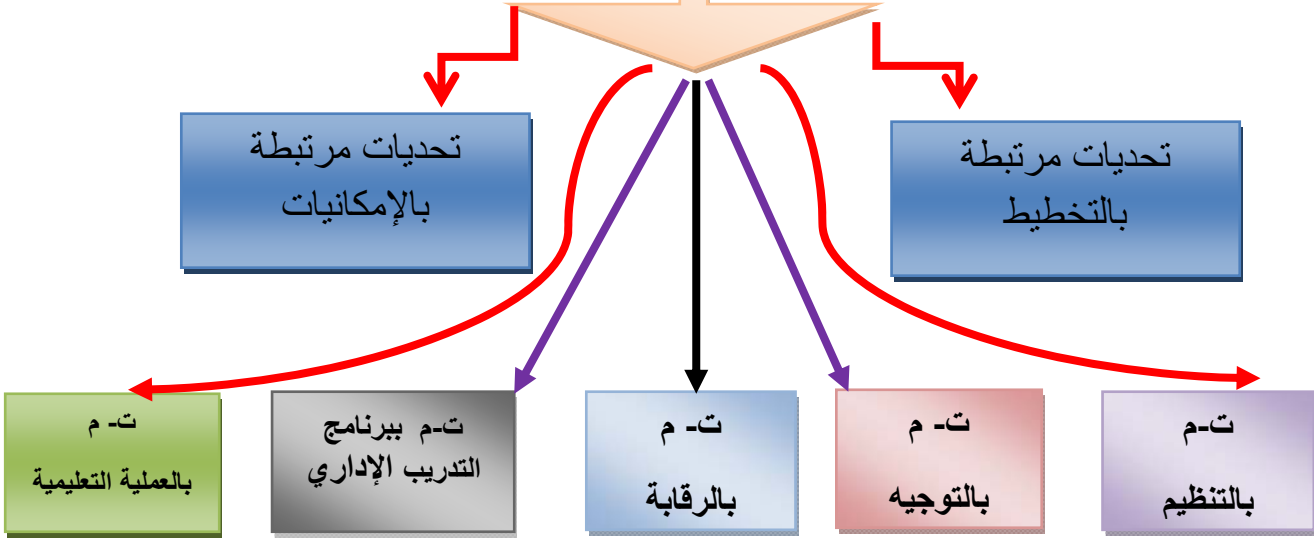 تحديات مرتبطة
بالتخطيط
تحديات مرتبطة
بالإمكانيات
ت-م
بالتنظيم
ت- م
بالتوجيه
ت- م
بالرقابة
ت-م ببرنامج
التدريب الإداري
ت- م
بالعملية التعليمية